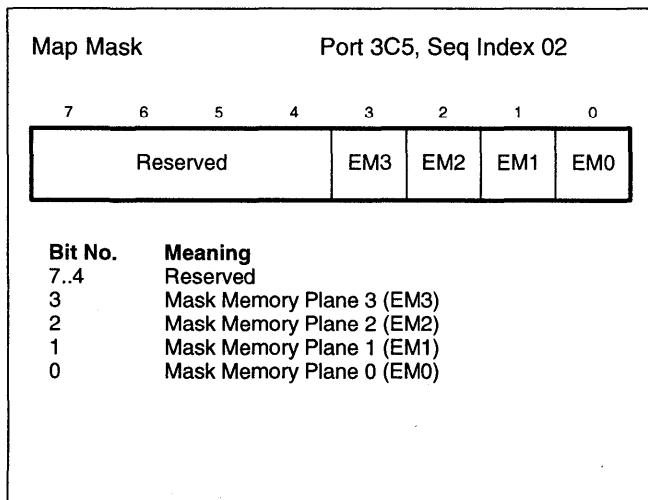 Map Mask Port 3C5, Seq Index 02
7 6 5 4 3 2 1 0
Reserved EM3 EM2 EM1 EM0
Bit No. Meaning
7..4 Reserved
3 Mask Memory Plane 3 (EM3)
2 Mask Memory Plane 2 (EM2)
1 Mask Memory Plane 1 (EM1)
0 Mask Memory Plane 0 (EM0)